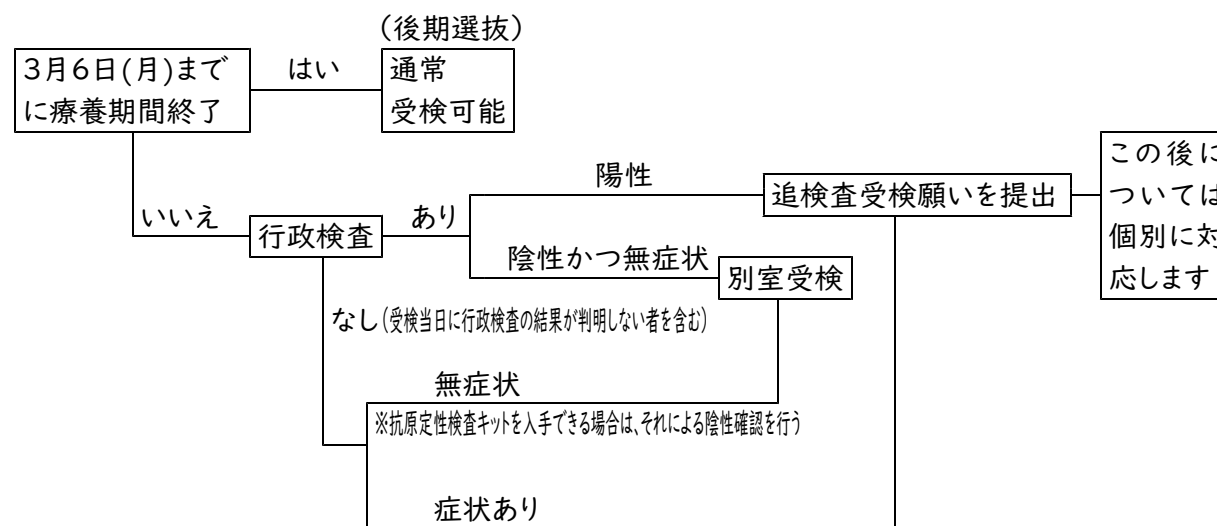 (後期選抜)
3月6日(月)まで
に療養期間終了
はい
通常
受検可能
いいえ
行政検査
あり
陽性
追検査受検願いを提出
この後に
ついては
個別に対
応します
陰性かつ無症状
別室受検
なし(受検当日に行政検査の結果が判明しない者を含む)
無症状
※抗原定性検査キットを入手できる場合は、それによる陰性確認を行う
症状あり